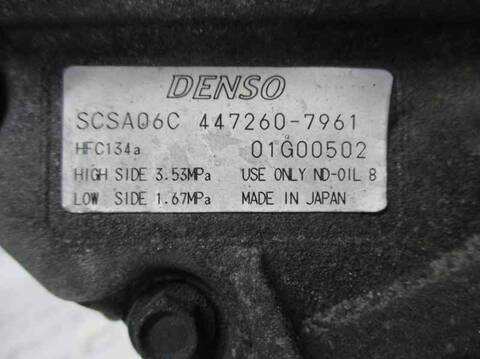 DENSO
SCSA06C 447260-7961
HFC134a 01G00502
HIGH SIDE 3.53MPa USE ONLY ND-OIL 8
LOW SIDE 1.67MPa MADE IN JAPAN